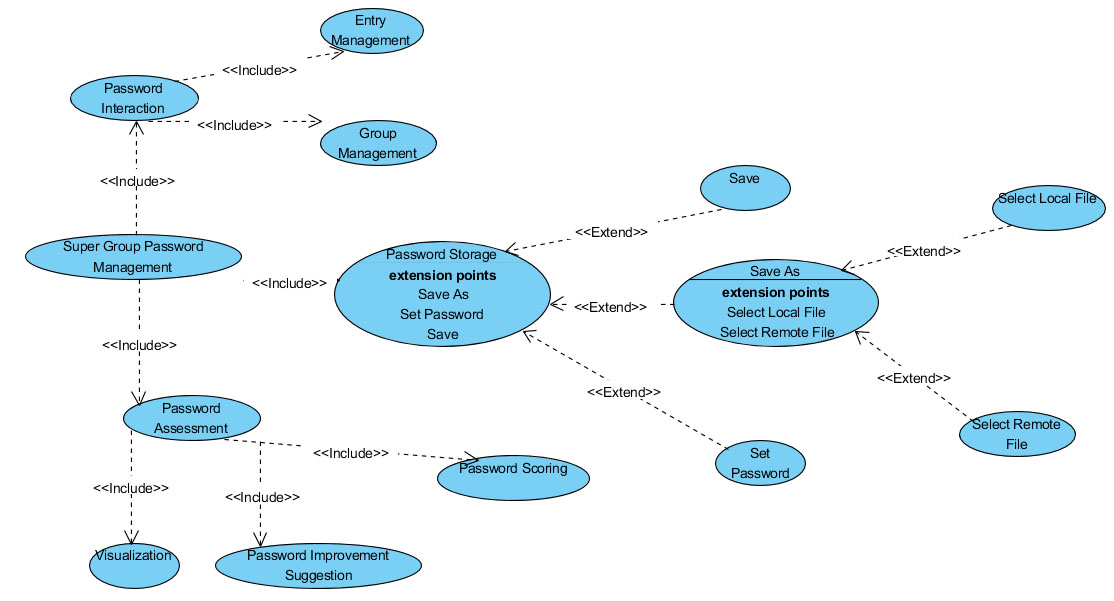 Entry
Management
<<Include>>
Password
Interaction
<<Include>>
Group
Management
<<Include>>
Save
Select Local File
<<Extend>>
Super Group Password
Management
<<Include>>
Password Storage
extension points
Save As
Set Password
Save
<<Extend>>
<<Extend>>
Save As
extension points
Select Local File
Select Remote File
<<Include>>
<<Extend>>
<<Extend>>
Password
Assessment
Select Remote
File
<<Include>>
Set
Password
Password Scoring
<<Include>>
<<Include>>
Visualization
Password Improvement
Suggestion